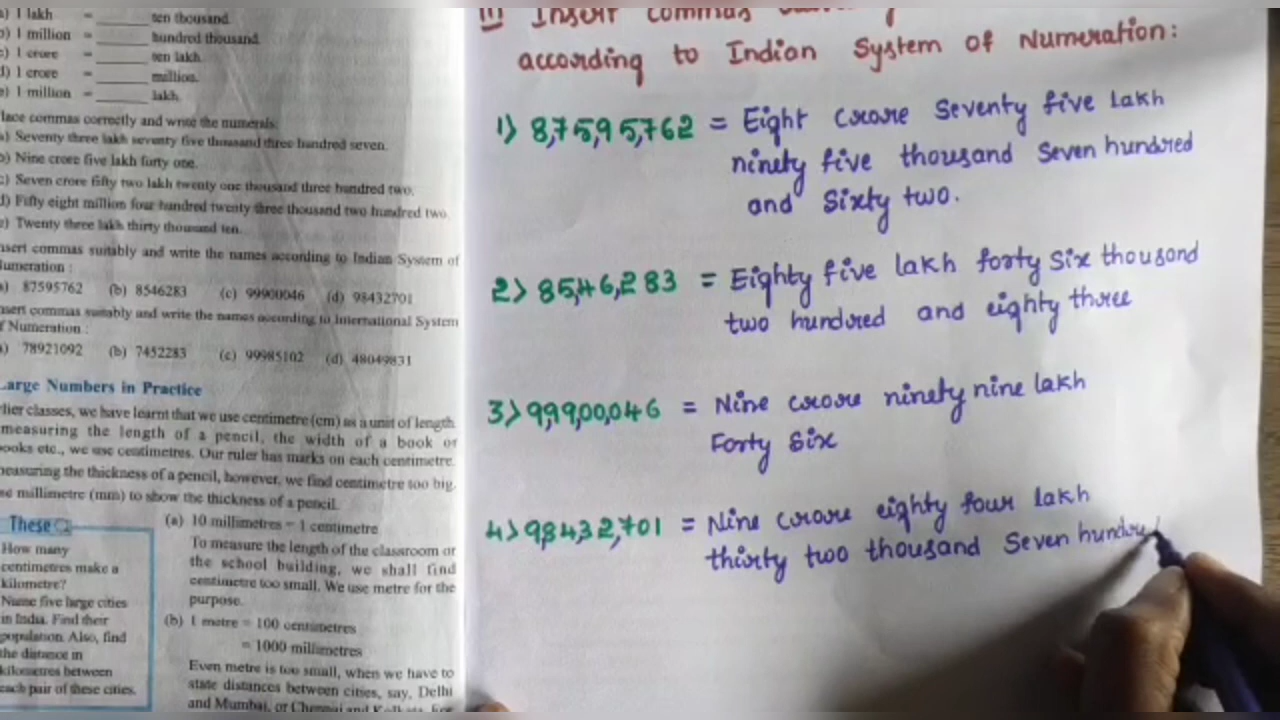 ) 1 lakh = ______ ten thousand.
) 1 million = ______ hundred thousand.
) 1 crore = ______ ten lakh.
) 1 crore = ______ million.
) 1 million = ______ lakh.
lace commas correctly and write the numerals:
) Seventy three lakh seventy five thousand three hundred seven.
) Nine crore five lakh forty one.
) Seven crore fifty two lakh twenty one thousand three hundred two.
) Fifty eight million four hundred twenty three thousand two hundred two.
) Twenty three lakh thirty thousand ten.
nsert commas suitably and write the names according to Indian System of
Numeration :
) 87595762 (b) 8546283 (c) 99900046 (d) 98432701
nsert commas suitably and write the names according to International System
f Numeration :
) 78921092 (b) 7452283 (c) 99985102 (d) 48049831
Large Numbers in Practice
rlier classes, we have learnt that we use centimetre (cm) as a unit of length.
measuring the length of a pencil, the width of a book or
ooks etc., we use centimetres. Our ruler has marks on each centimetre.
measuring the thickness of a pencil, however, we find centimetre too big.
se millimetre (mm) to show the thickness of a pencil.
These
How many
centimetres make a
kilometre?
Name five large cities
in India. Find their
population. Also, find
the distance in
kilometres between
each pair of these cities.
(a) 10 millimetres = 1 centimetre
To measure the length of the classroom or
the school building, we shall find
centimetre too small. We use metre for the
purpose.
(b) 1 metre = 100 centimetres
= 1000 millimetres
Even metre is too small, when we have to
state distances between cities, say, Delhi
and Mumbai, or Chennai and Kolkata.
III Insert commas
according to Indian System of Numeration:
1) 8,75,95,762 = Eight crore Seventy five Lakh
ninety five thousand Seven hundred
and Sixty two.
2) 85,46,283 = Eighty five lakh forty six thousand
two hundred and eighty three
3) 9,99,00,046 = Nine crore ninety nine lakh
Forty Six
4) 9,84,32,701 = Nine crore eighty four lakh
thirty two thousand Seven hundred